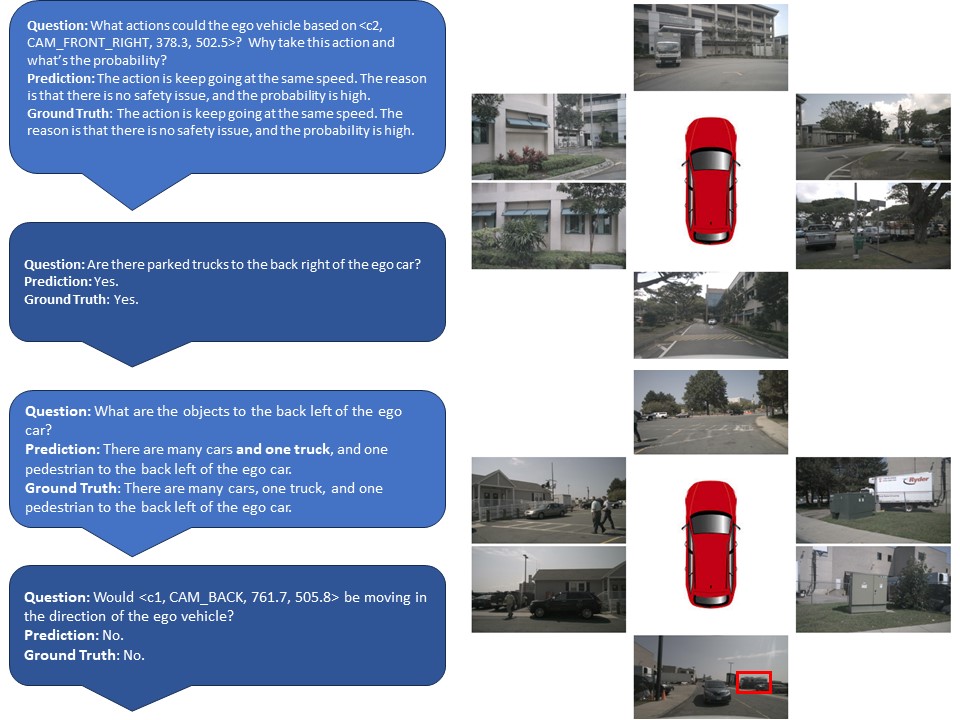 Question: What actions could the ego vehicle based on <c2,
CAM_FRONT_RIGHT, 378.3, 502.5>?  Why take this action and
what's the probability?
Prediction: The action is keep going at the same speed. The reason
is that there is no safety issue, and the probability is high.
Ground Truth: The action is keep going at the same speed. The
reason is that there is no safety issue, and the probability is high.
Question: Are there parked trucks to the back right of the ego car?
Prediction: Yes.
Ground Truth: Yes.
Question: What are the objects to the back left of the ego
car?
Prediction: There are many cars and one truck, and one
pedestrian to the back left of the ego car.
Ground Truth: There are many cars, one truck, and one
pedestrian to the back left of the ego car.
Question: Would <c1, CAM_BACK, 761.7, 505.8> be moving in
the direction of the ego vehicle?
Prediction: No.
Ground Truth: No.
Ryder